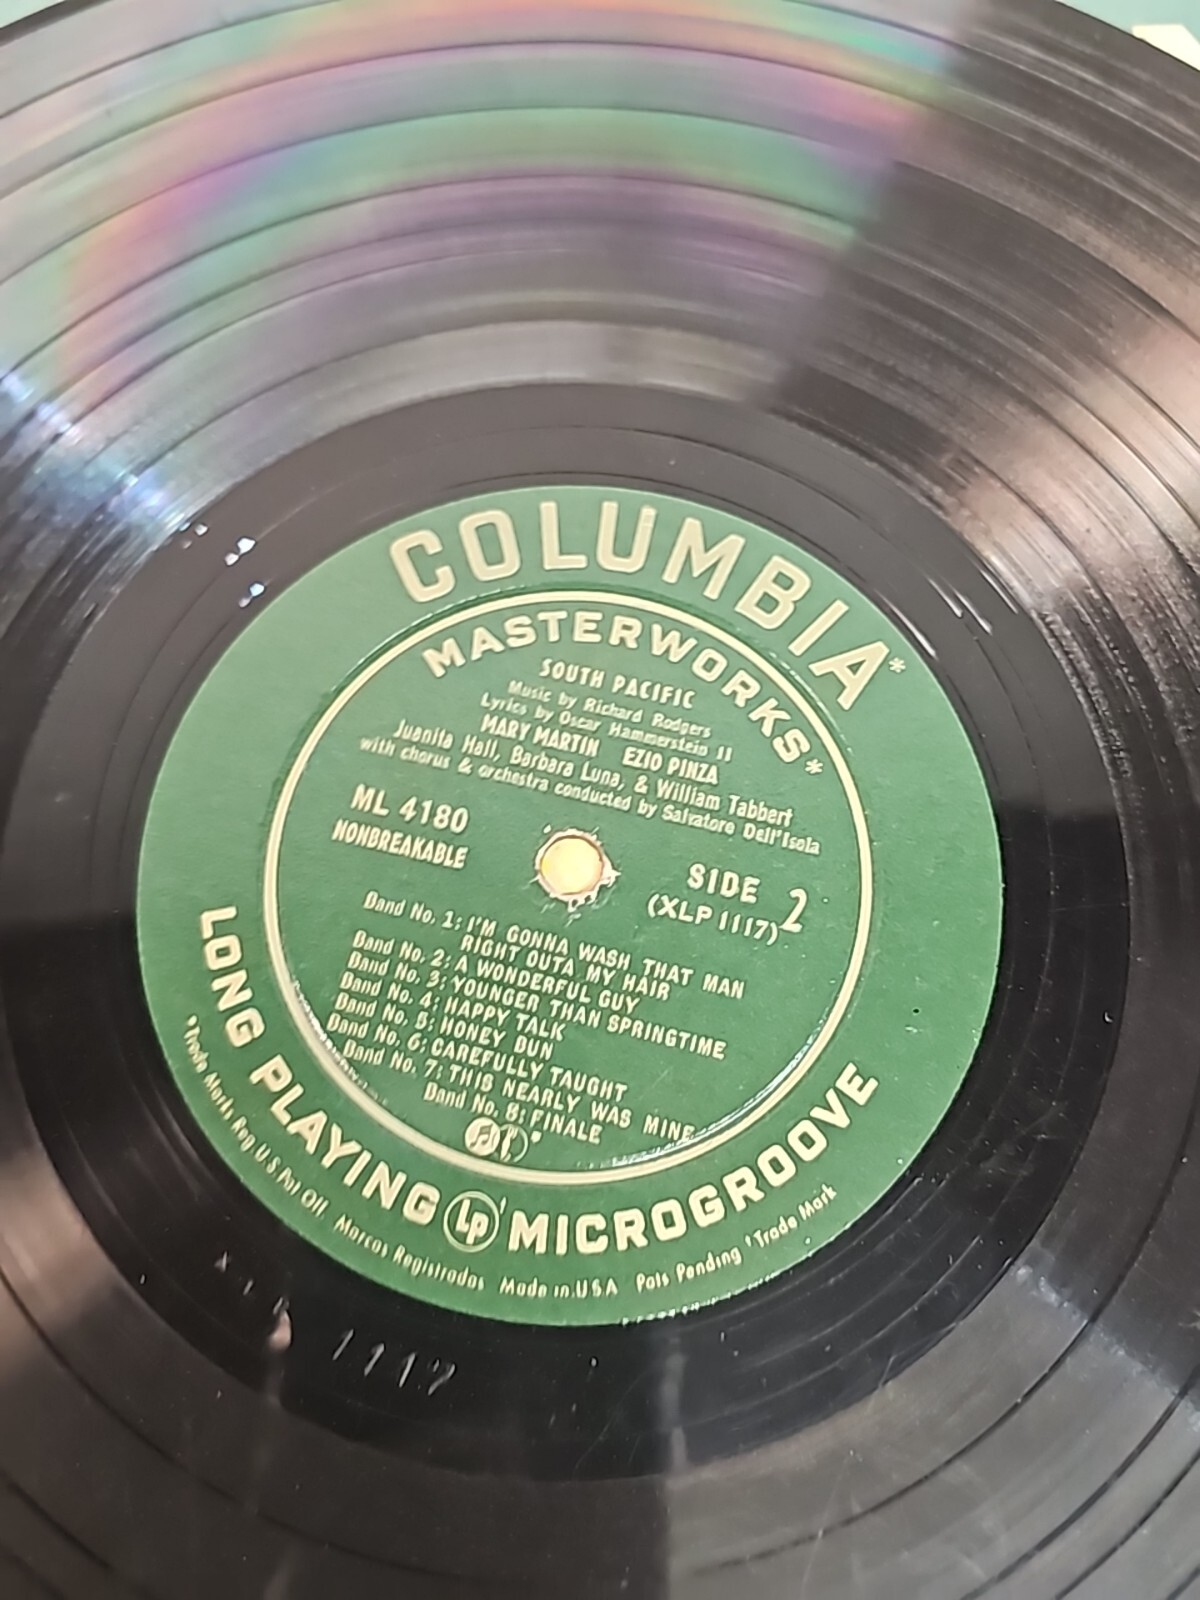 COLUMBIA*
MASTERWORKS*
SOUTH PACIFIC
Music by Richard Rodgers
Lyrics by Oscar Hammerstein II
MARY MARTIN EZIO PINZA
Juanita Hall, Barbara Luna, & William Tabbert
with chorus & orchestra conducted by Salvatore Dell'Isola
ML 4180
NONBREAKABLE
SIDE 2
(XLP 1117)
Band No. 1: I'M GONNA WASH THAT MAN
RIGHT OUTA MY HAIR
Band No. 2: A WONDERFUL GUY
Band No. 3: YOUNGER THAN SPRINGTIME
Band No. 4: HAPPY TALK
Band No. 5: HONEY BUN
Band No. 6: CAREFULLY TAUGHT
Band No. 7: THIS NEARLY WAS MINE
Band No. 8: FINALE
LONG PLAYING Lp MICROGROOVE
*Trade Marks Reg. U.S. Pat. Off. Marcas Registradas Made in U.S.A. Pats Pending † Trade Mark
XLP 1117